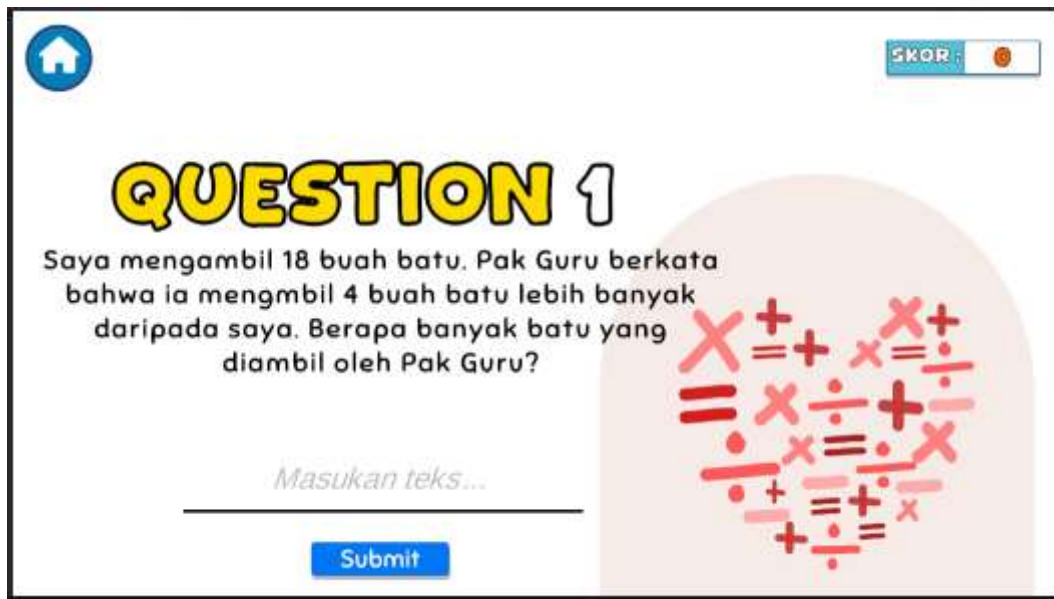 SKOR : 0
QUESTION 1
Saya mengambil 18 buah batu. Pak Guru berkata
bahwa ia mengmbil 4 buah batu lebih banyak
daripada saya. Berapa banyak batu yang
diambil oleh Pak Guru?
Masukan teks...
Submit